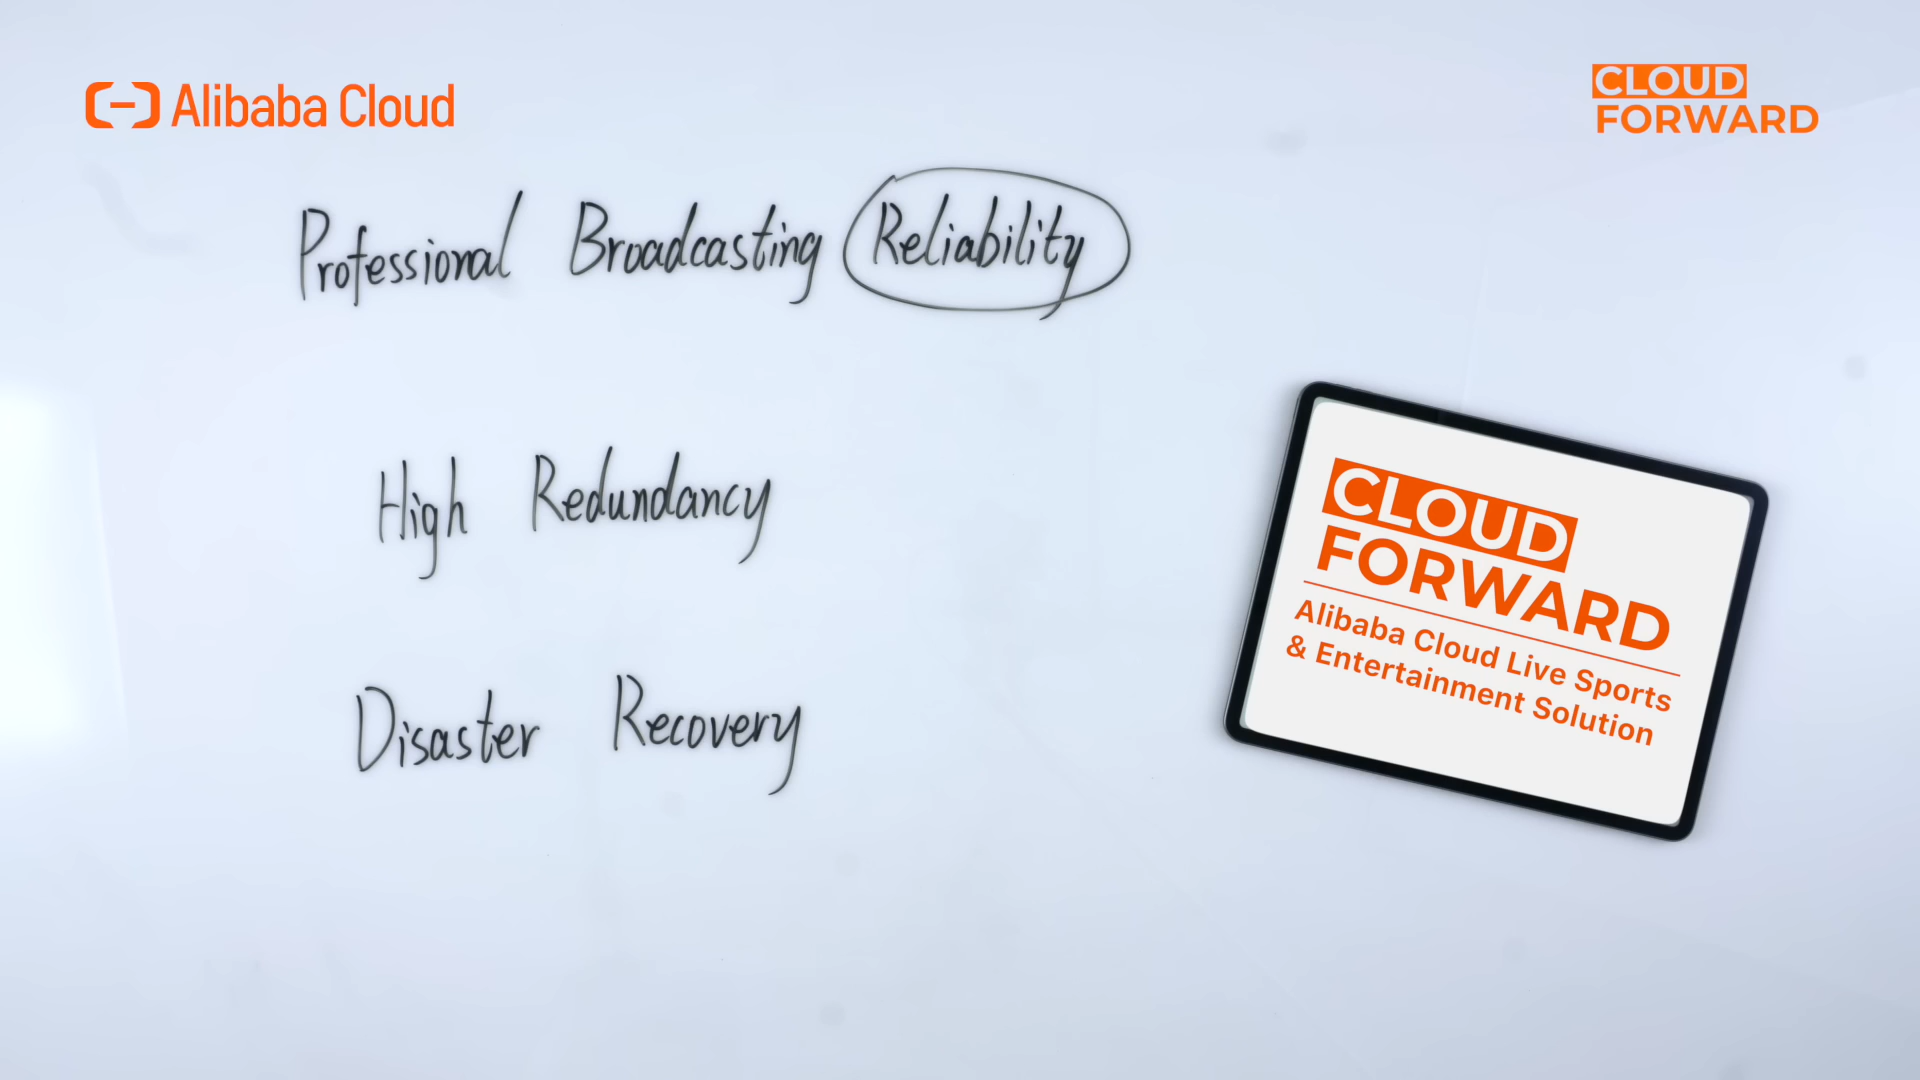 Alibaba Cloud
CLOUD
FORWARD
Professional Broadcasting Reliability
High Redundancy
Disaster Recovery
CLOUD
FORWARD
Alibaba Cloud Live Sports
& Entertainment Solution